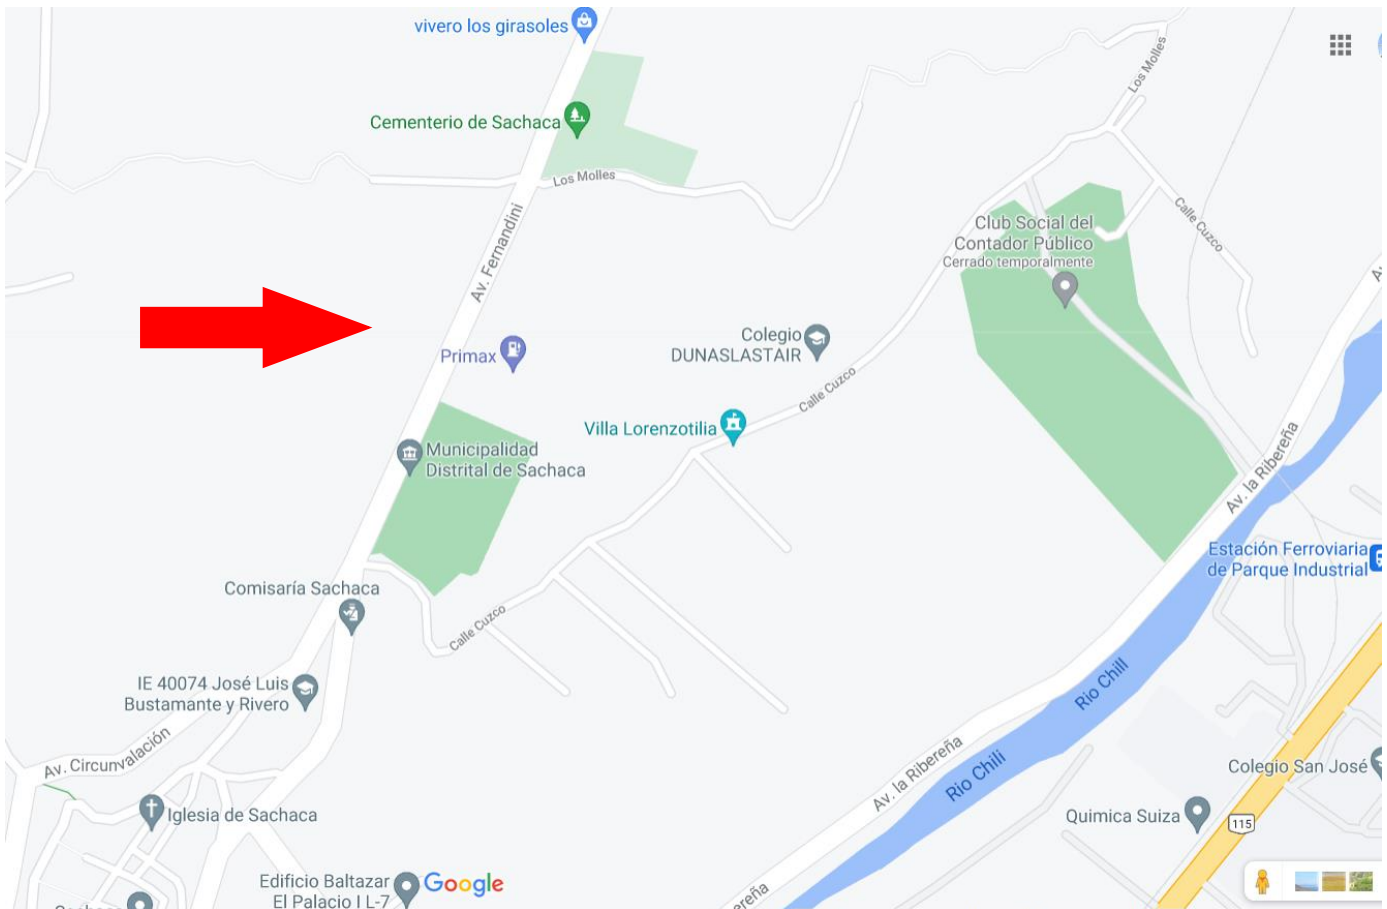 vivero los girasoles
Los Molles
Cementerio de Sachaca
Los Molles
Av. Fernandini
Calle Cuzco
Club Social del
Contador Público
Cerrado temporalmente
Colegio
DUNASLASTAIR
Primax
Calle Cuzco
Villa Lorenzotilia
Municipalidad
Distrital de Sachaca
Av. la Ribereña
Estación Ferroviaria
de Parque Industrial
Comisaría Sachaca
Calle Cuzco
IE 40074 José Luis
Bustamante y Rivero
Rio Chill
Av. Circunvalación
Av. la Ribereña
Rio Chili
Colegio San José
Iglesia de Sachaca
Quimica Suiza
115
Edificio Baltazar
El Palacio I L-7
Google